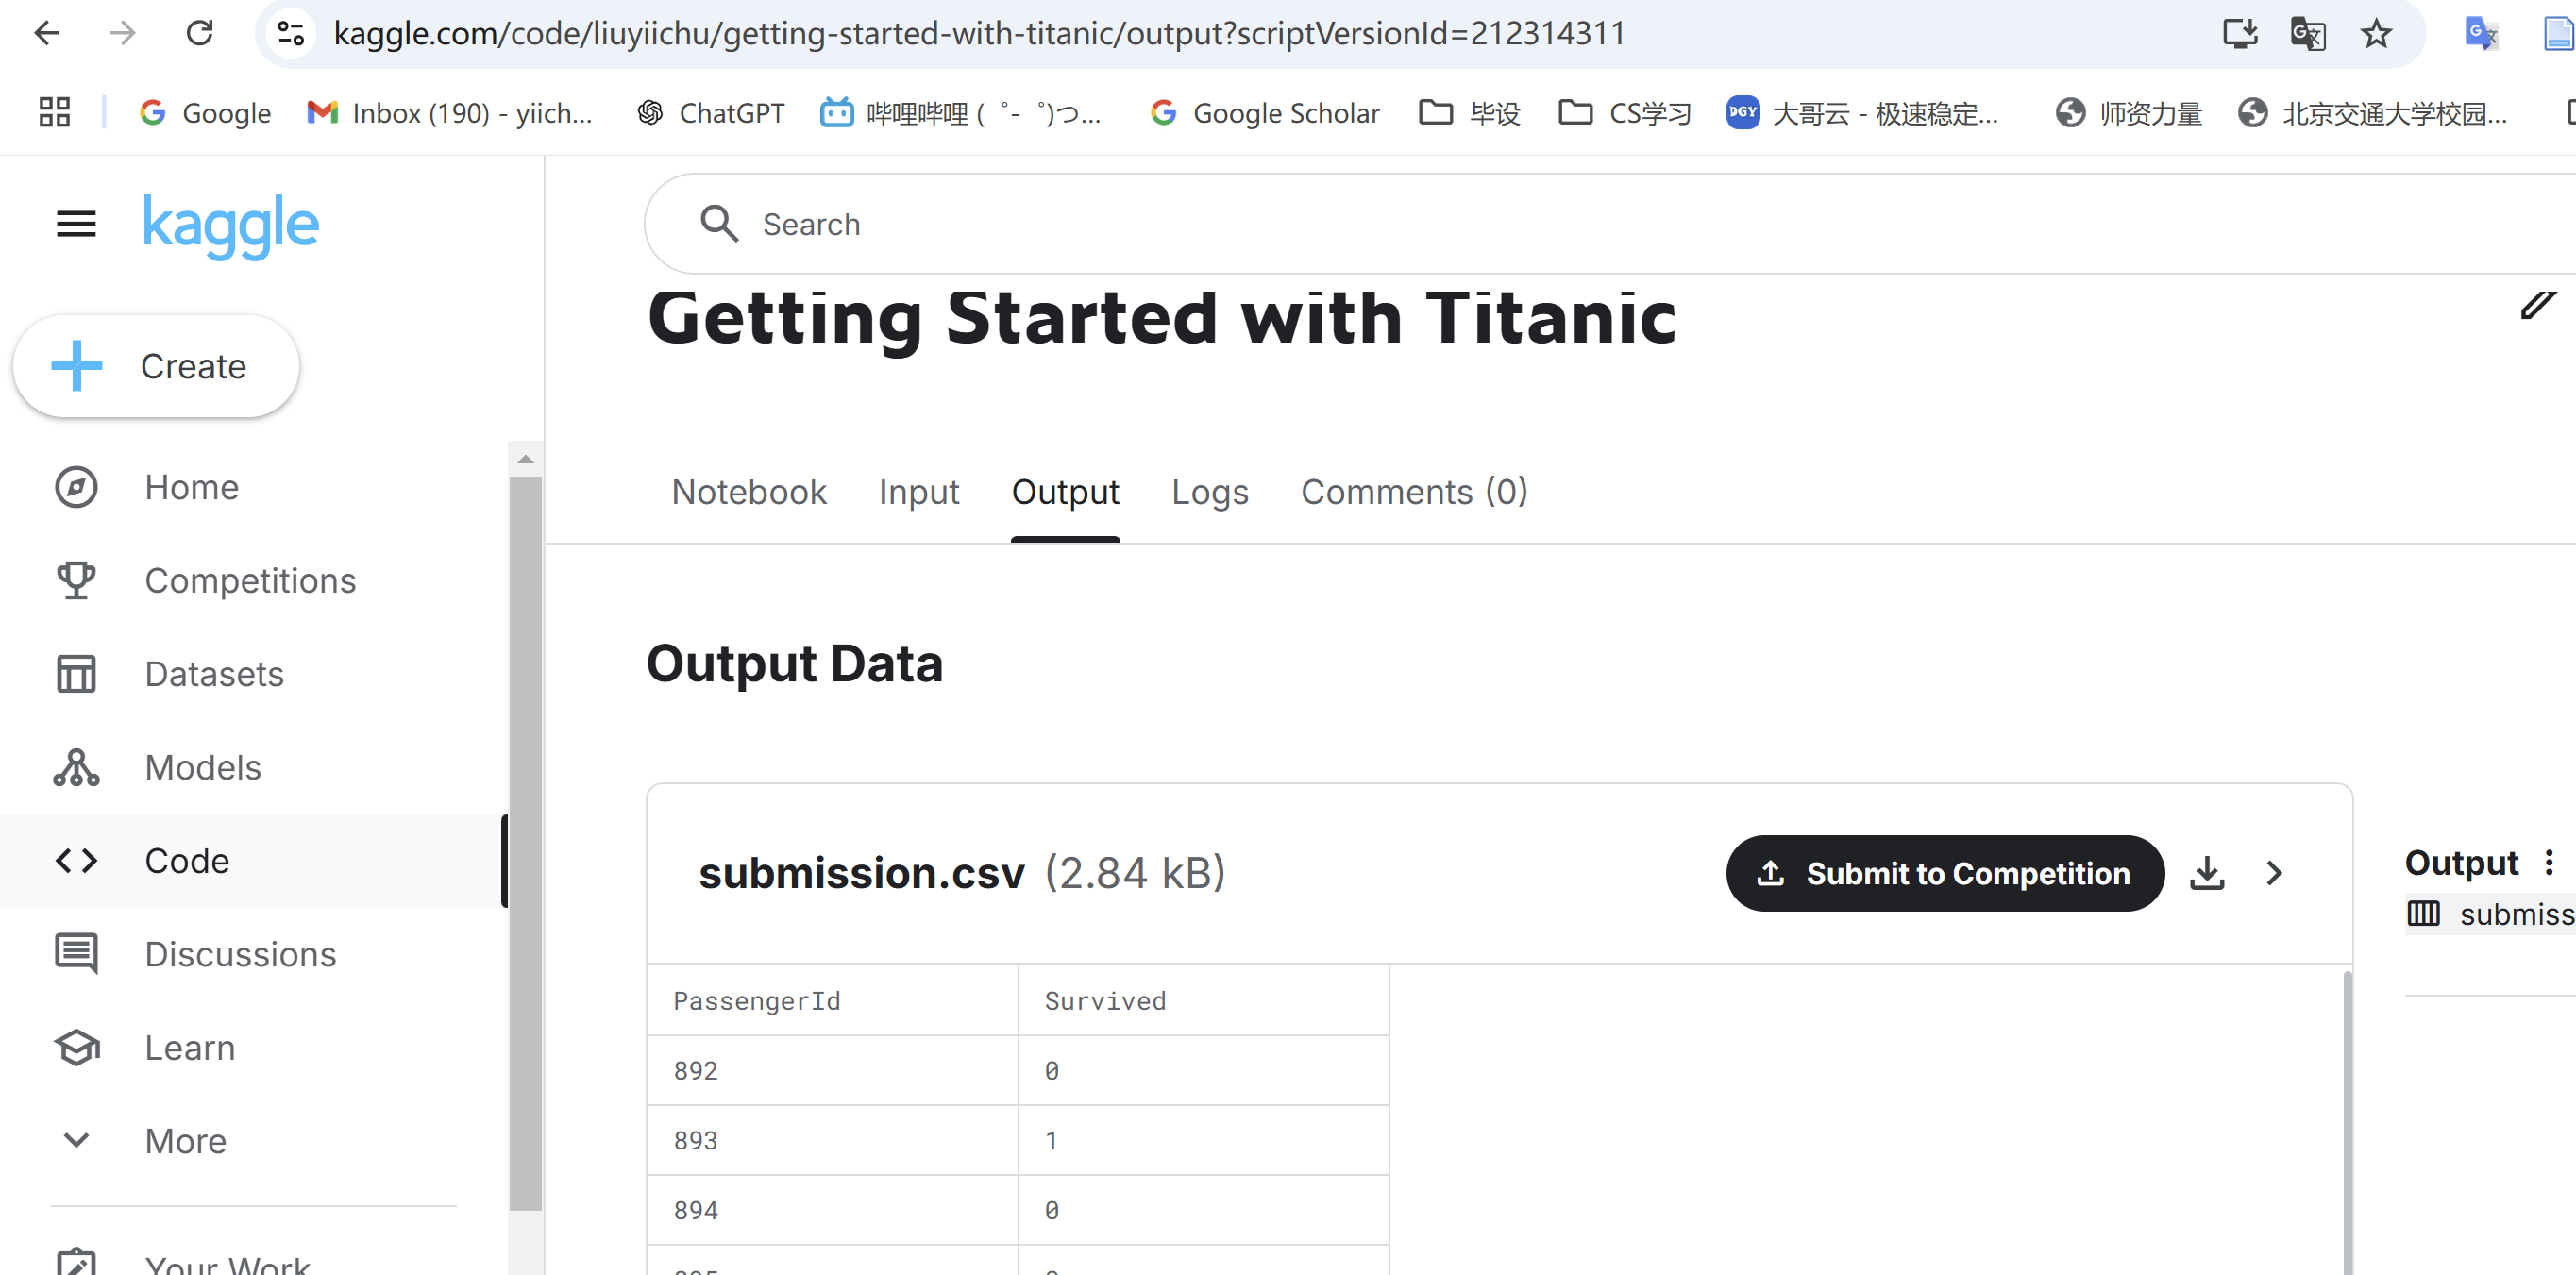 kaggle.com/code/liuyiichu/getting-started-with-titanic/output?scriptVersionId=212314311
Google
Inbox (190) - yiich...
ChatGPT
哔哩哔哩 (゜-゜)つ...
Google Scholar
毕设
CS学习
DGY
大哥云 - 极速稳定...
师资力量
北京交通大学校园...
kaggle
Search
Getting Started with Titanic
Create
Home
Competitions
Datasets
Models
Code
Discussions
Learn
More
Your Work
Notebook Input Output Logs Comments (0)
Output Data
submission.csv (2.84 kB)
Submit to Competition
PassengerId Survived
892 0
893 1
894 0
Output
submiss